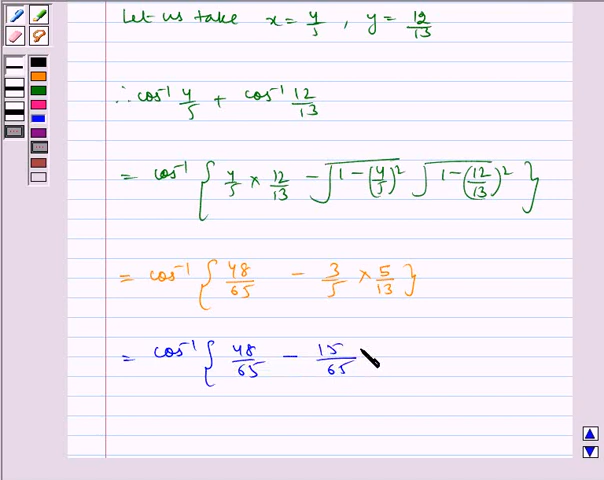 Let us take x = 4/5 , y = 12/13
∴ cos⁻¹ 4/5 + cos⁻¹ 12/13
= cos⁻¹ { 4/5 × 12/13 − √(1 − (4/5)²) √(1 − (12/13)²) }
= cos⁻¹ { 48/65 − 3/5 × 5/13 }
= cos⁻¹ { 48/65 − 15/65